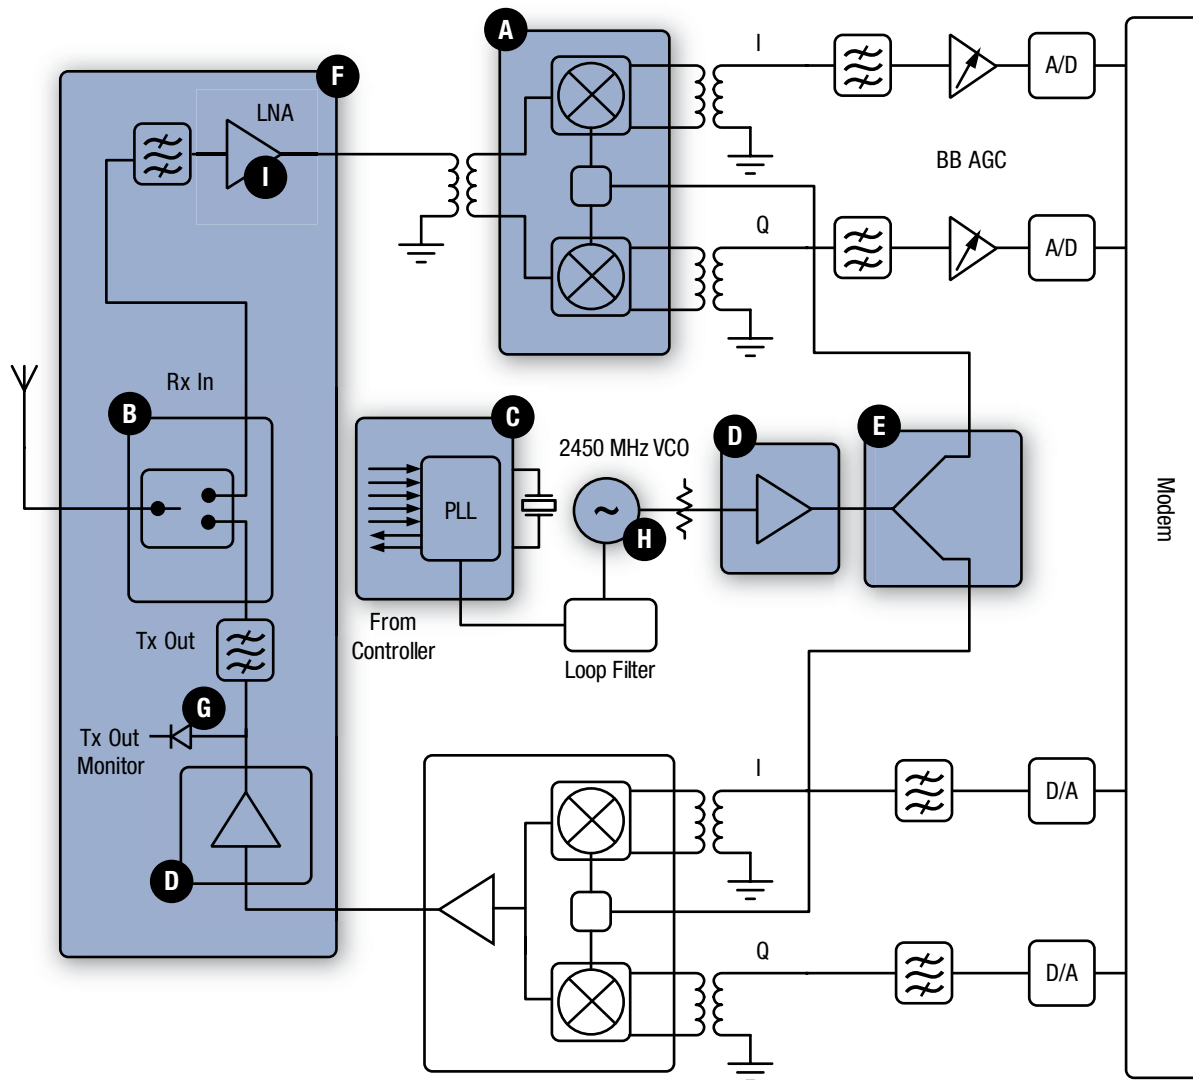 A
I
F
LNA
I
A/D
BB AGC
Q
A/D
Rx In
B
C
2450 MHz VCO
D
E
PLL
~
H
Modem
From
Controller
Loop Filter
Tx Out
G
Tx Out
Monitor
I
D/A
D
Q
D/A